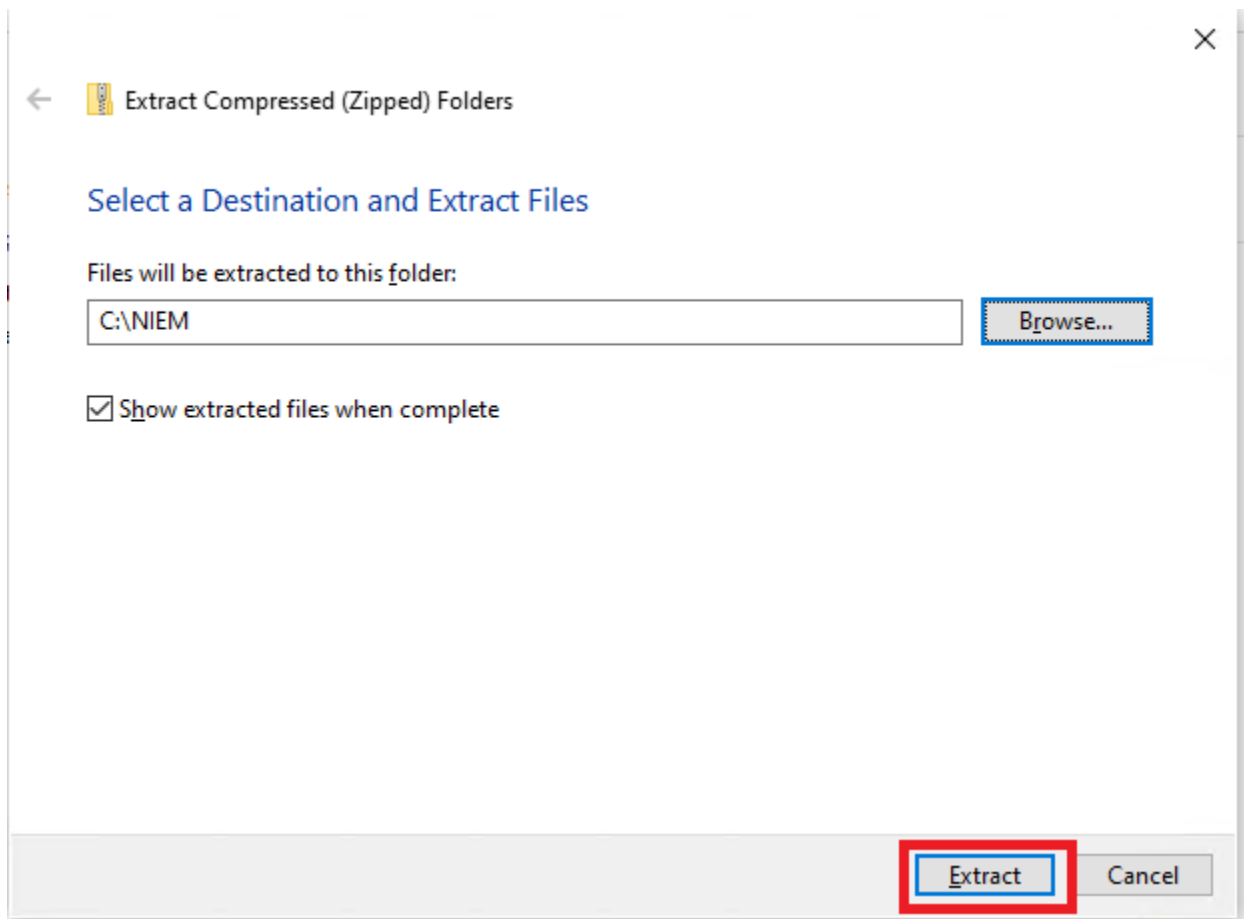 Extract Compressed (Zipped) Folders
Select a Destination and Extract Files
Files will be extracted to this folder:
C:\NIEM
Browse...
Show extracted files when complete
Extract
Cancel